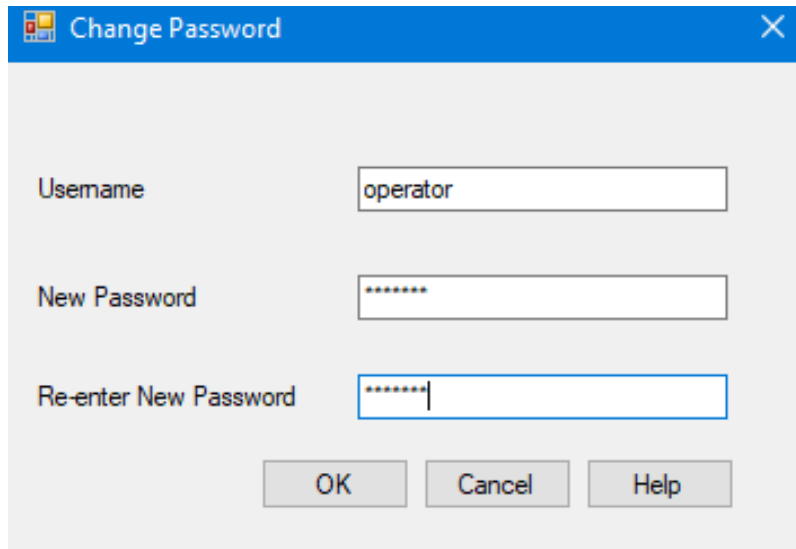 Change Password
Username operator
New Password *******
Re-enter New Password *******
OK Cancel Help